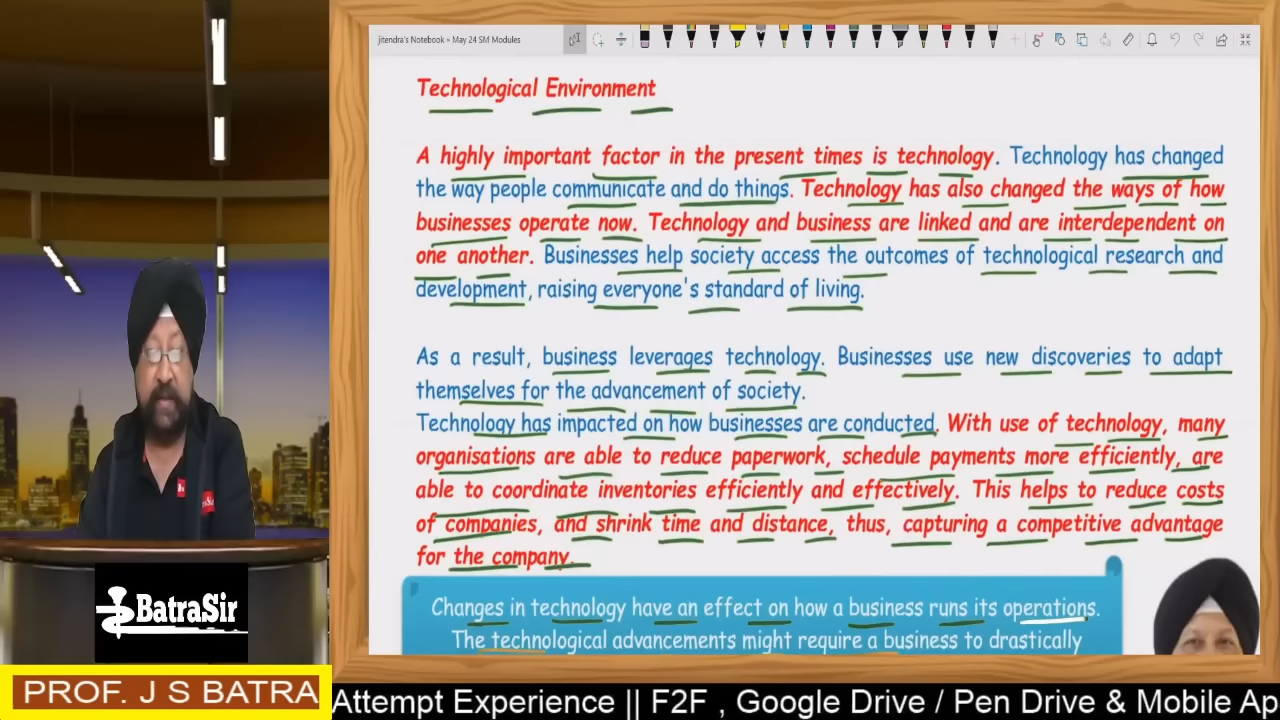 Jitendra's Notebook » May 24 SM Modules
Technological Environment
A highly important factor in the present times is technology. Technology has changed
the way people communicate and do things. Technology has also changed the ways of how
businesses operate now. Technology and business are linked and are interdependent on
one another. Businesses help society access the outcomes of technological research and
development, raising everyone's standard of living.
As a result, business leverages technology. Businesses use new discoveries to adapt
themselves for the advancement of society.
Technology has impacted on how businesses are conducted. With use of technology, many
organisations are able to reduce paperwork, schedule payments more efficiently, are
able to coordinate inventories efficiently and effectively. This helps to reduce costs
of companies, and shrink time and distance, thus, capturing a competitive advantage
for the company.
Changes in technology have an effect on how a business runs its operations.
The technological advancements might require a business to drastically
BatraSir
PROF. J S BATRA
Attempt Experience || F2F , Google Drive / Pen Drive & Mobile Ap